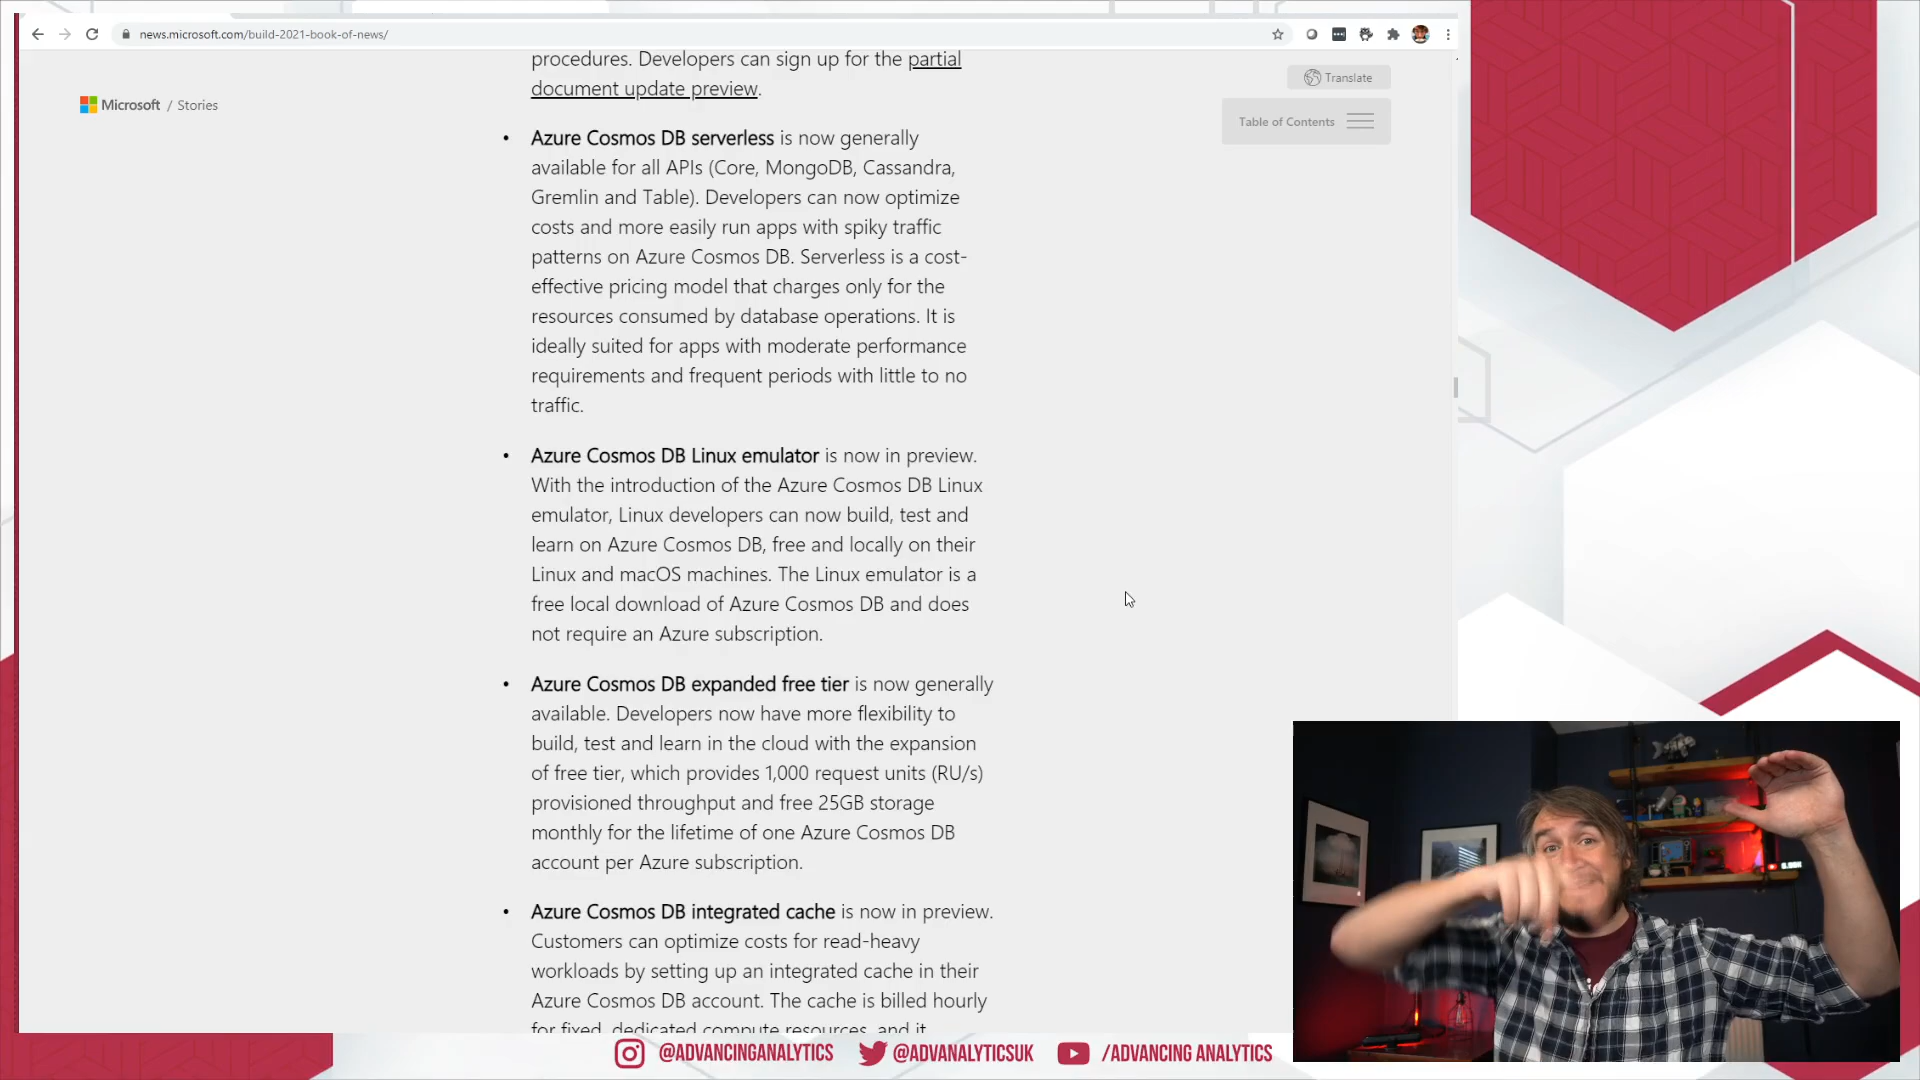 news.microsoft.com/build-2021-book-of-news/
procedures. Developers can sign up for the partial
document update preview.
Translate
Microsoft / Stories
Table of Contents
• Azure Cosmos DB serverless is now generally
available for all APIs (Core, MongoDB, Cassandra,
Gremlin and Table). Developers can now optimize
costs and more easily run apps with spiky traffic
patterns on Azure Cosmos DB. Serverless is a cost-
effective pricing model that charges only for the
resources consumed by database operations. It is
ideally suited for apps with moderate performance
requirements and frequent periods with little to no
traffic.
• Azure Cosmos DB Linux emulator is now in preview.
With the introduction of the Azure Cosmos DB Linux
emulator, Linux developers can now build, test and
learn on Azure Cosmos DB, free and locally on their
Linux and macOS machines. The Linux emulator is a
free local download of Azure Cosmos DB and does
not require an Azure subscription.
• Azure Cosmos DB expanded free tier is now generally
available. Developers now have more flexibility to
build, test and learn in the cloud with the expansion
of free tier, which provides 1,000 request units (RU/s)
provisioned throughput and free 25GB storage
monthly for the lifetime of one Azure Cosmos DB
account per Azure subscription.
• Azure Cosmos DB integrated cache is now in preview.
Customers can optimize costs for read-heavy
workloads by setting up an integrated cache in their
Azure Cosmos DB account. The cache is billed hourly
for fixed, dedicated compute resources, and it
@ADVANCINGANALYTICS
@ADVANALYTICSUK
/ADVANCING ANALYTICS